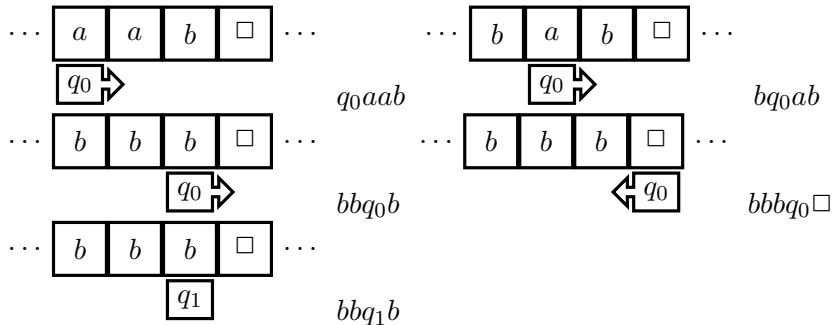 ··· a a b □ ··· ··· b a b □ ···
q₀ q₀aab q₀ bq₀ab
··· b b b □ ··· ··· b b b □ ···
q₀ bbq₀b q₀ bbbq₀□
··· b b b □ ···
q₁ bbq₁b